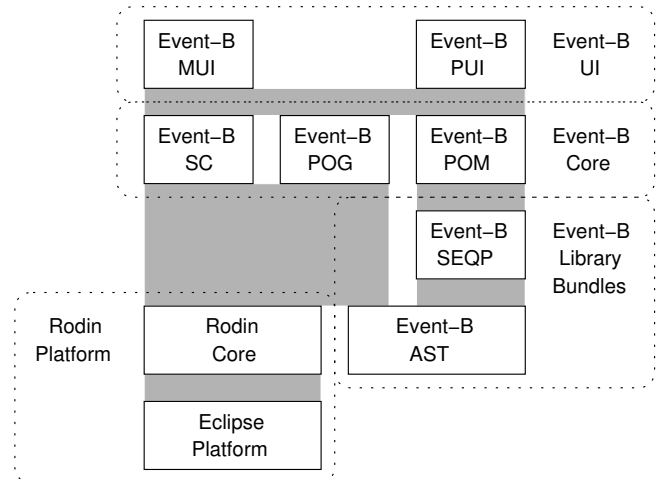 Event−B
MUI
Event−B
PUI
Event−B
UI
Event−B
SC
Event−B
POG
Event−B
POM
Event−B
Core
Event−B
SEQP
Event−B
Library
Bundles
Rodin
Platform
Rodin
Core
Event−B
AST
Eclipse
Platform